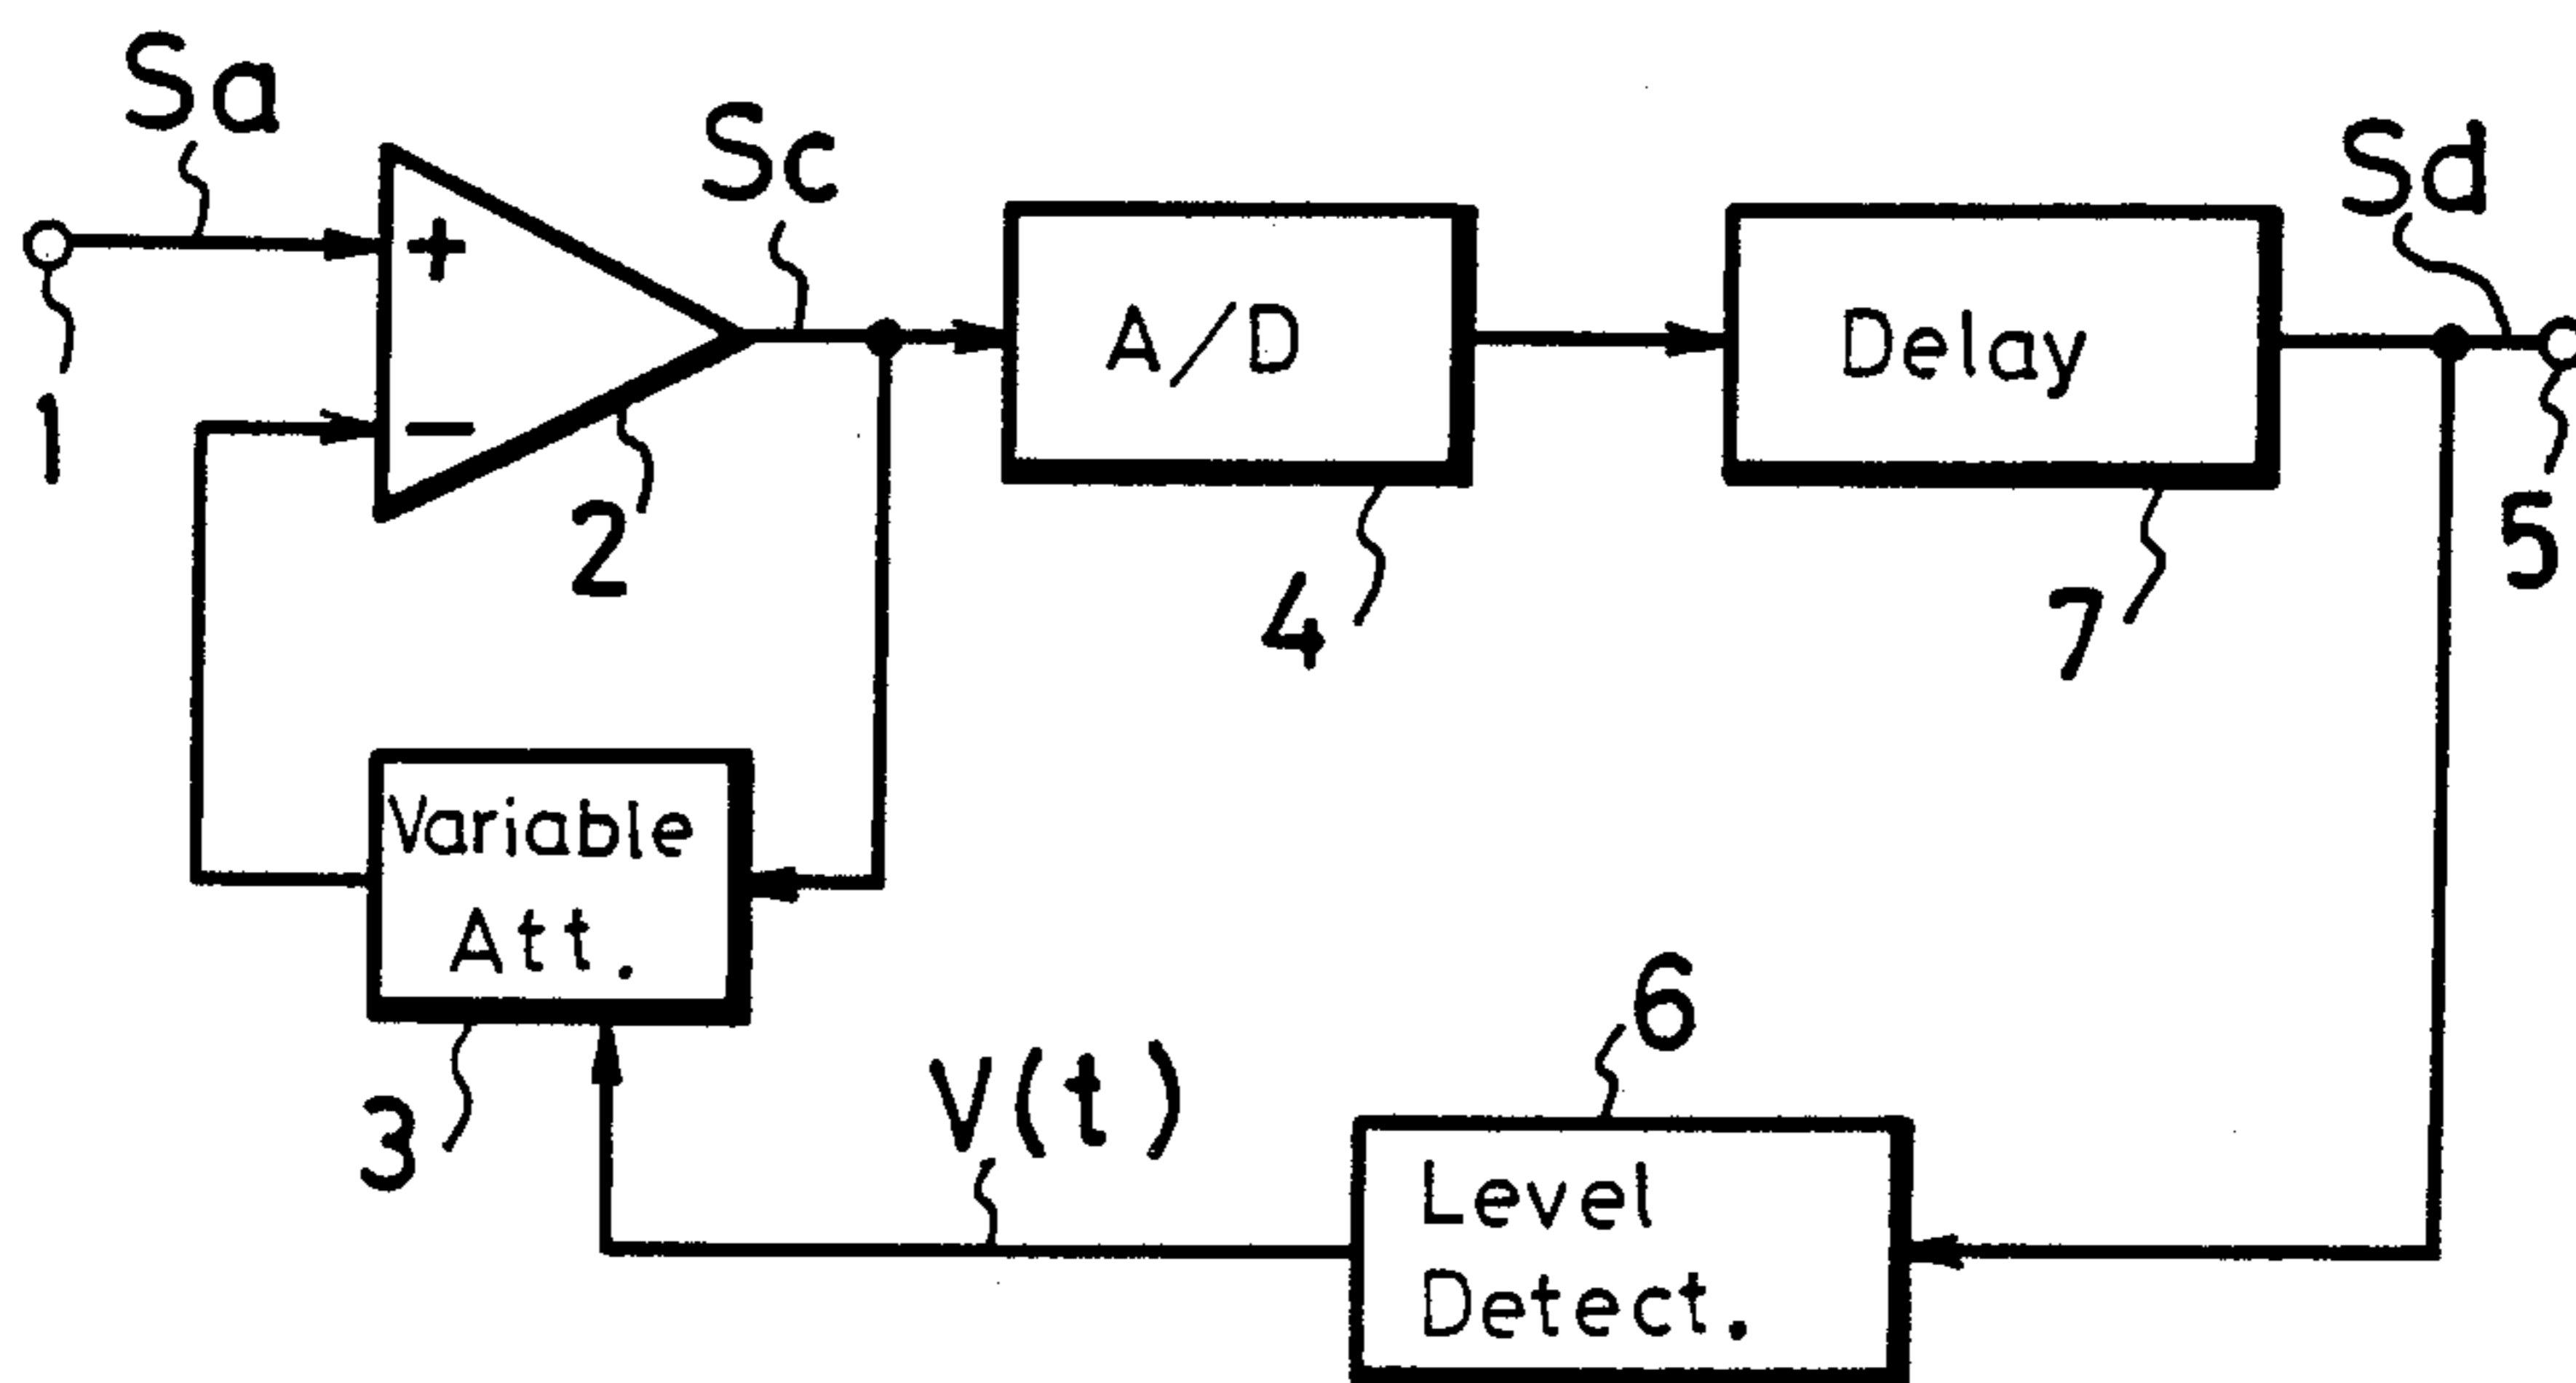 Sa
Sc
Sd
+
−
A/D
Delay
1
2
4
7
5
Variable
Att.
3
V(t)
6
Level
Detect.